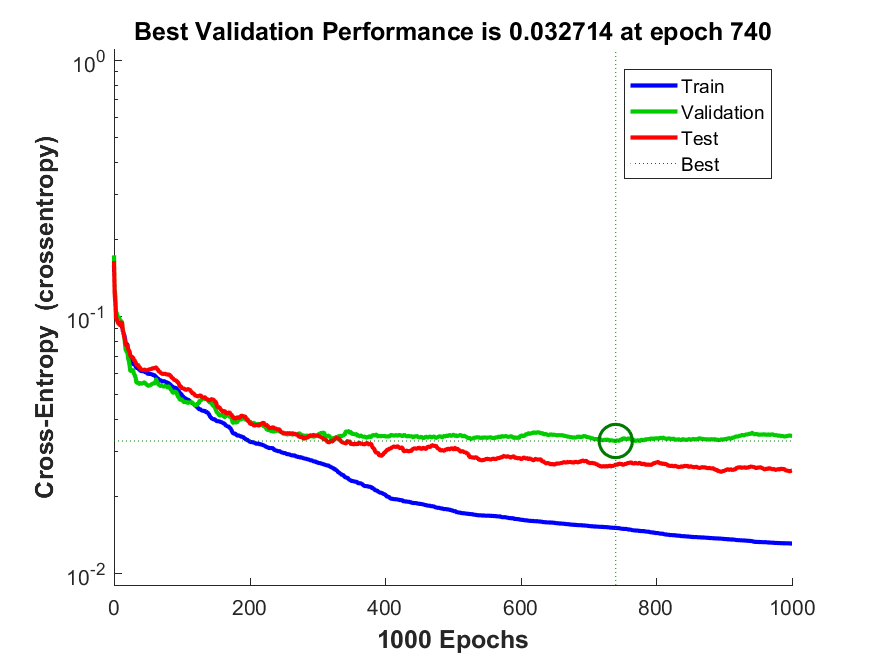 Best Validation Performance is 0.032714 at epoch 740
Cross-Entropy (crossentropy)
10^0
10^-1
10^-2
Train
Validation
Test
Best
0 200 400 600 800 1000
1000 Epochs